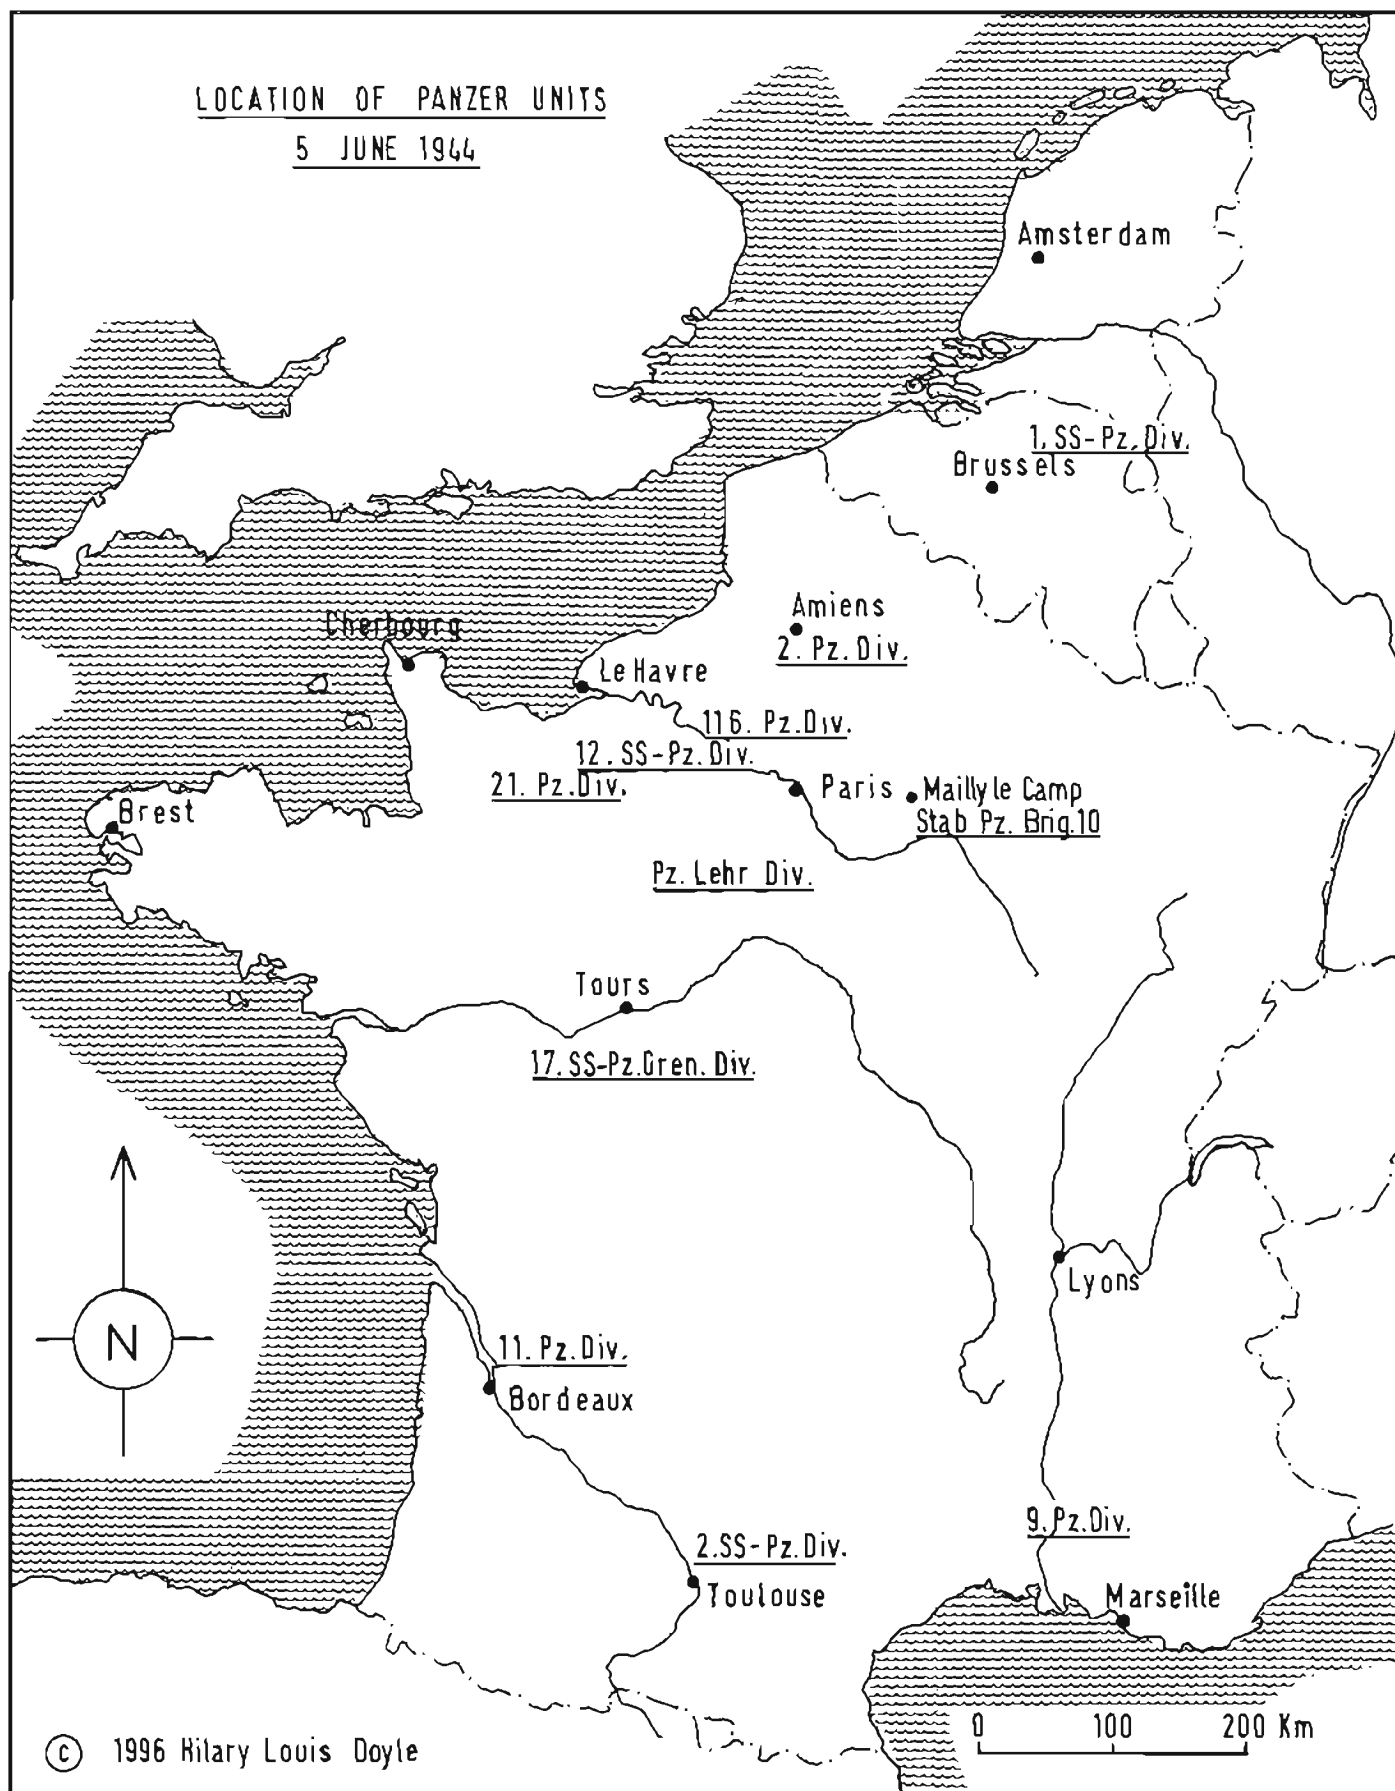 LOCATION OF PANZER UNITS
5 JUNE 1944
Amsterdam
1. SS-Pz. Div.
Brussels
Amiens
2. Pz. Div.
Cherbourg
Le Havre
116. Pz. Div.
12. SS-Pz. Div.
21. Pz. Div.
Paris
Mailly le Camp
Stab Pz. Brig. 10
Brest
Pz. Lehr Div.
Tours
17. SS-Pz. Gren. Div.
Lyons
N
11. Pz. Div.
Bordeaux
9. Pz. Div.
2. SS-Pz. Div.
Toulouse
Marseille
0 100 200 Km
© 1996 Hilary Louis Doyle